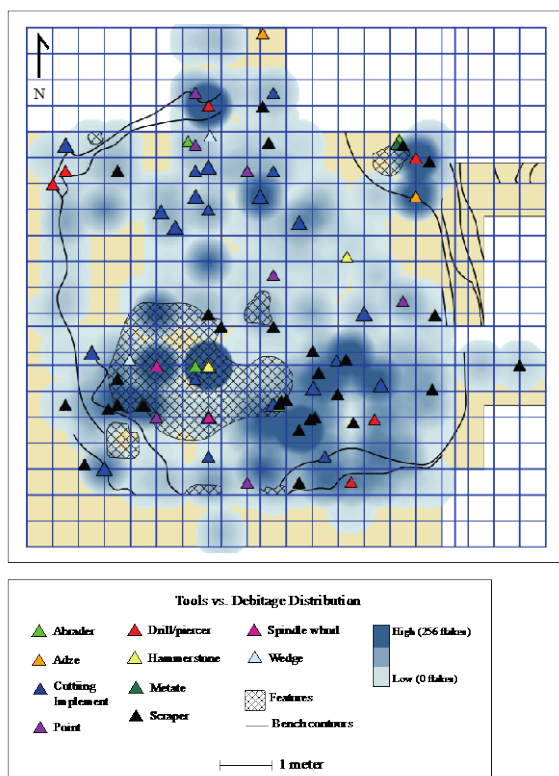 N
Tools vs. Debitage Distribution
Abrader
Drill/piercer
Spindle whorl
High (256 flakes)
Adze
Hammerstone
Wedge
Cutting
Implement
Metate
Features
Low (0 flakes)
Point
Scraper
Bench contours
1 meter